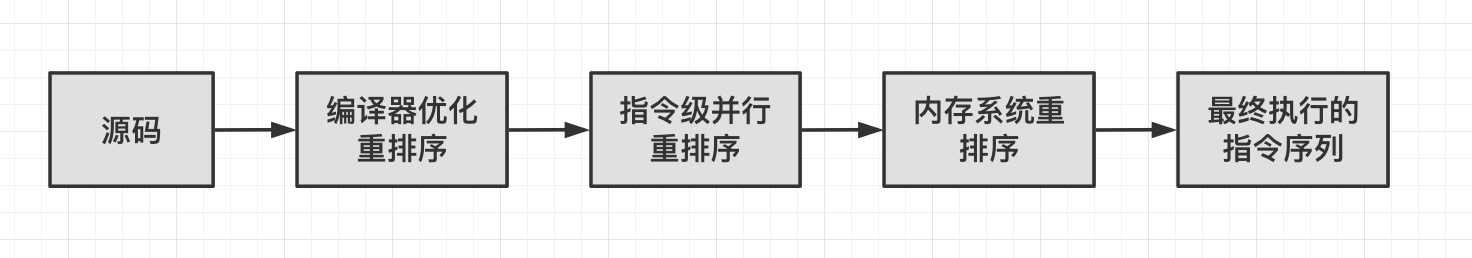 源码
编译器优化
重排序
指令级并行
重排序
内存系统重
排序
最终执行的
指令序列